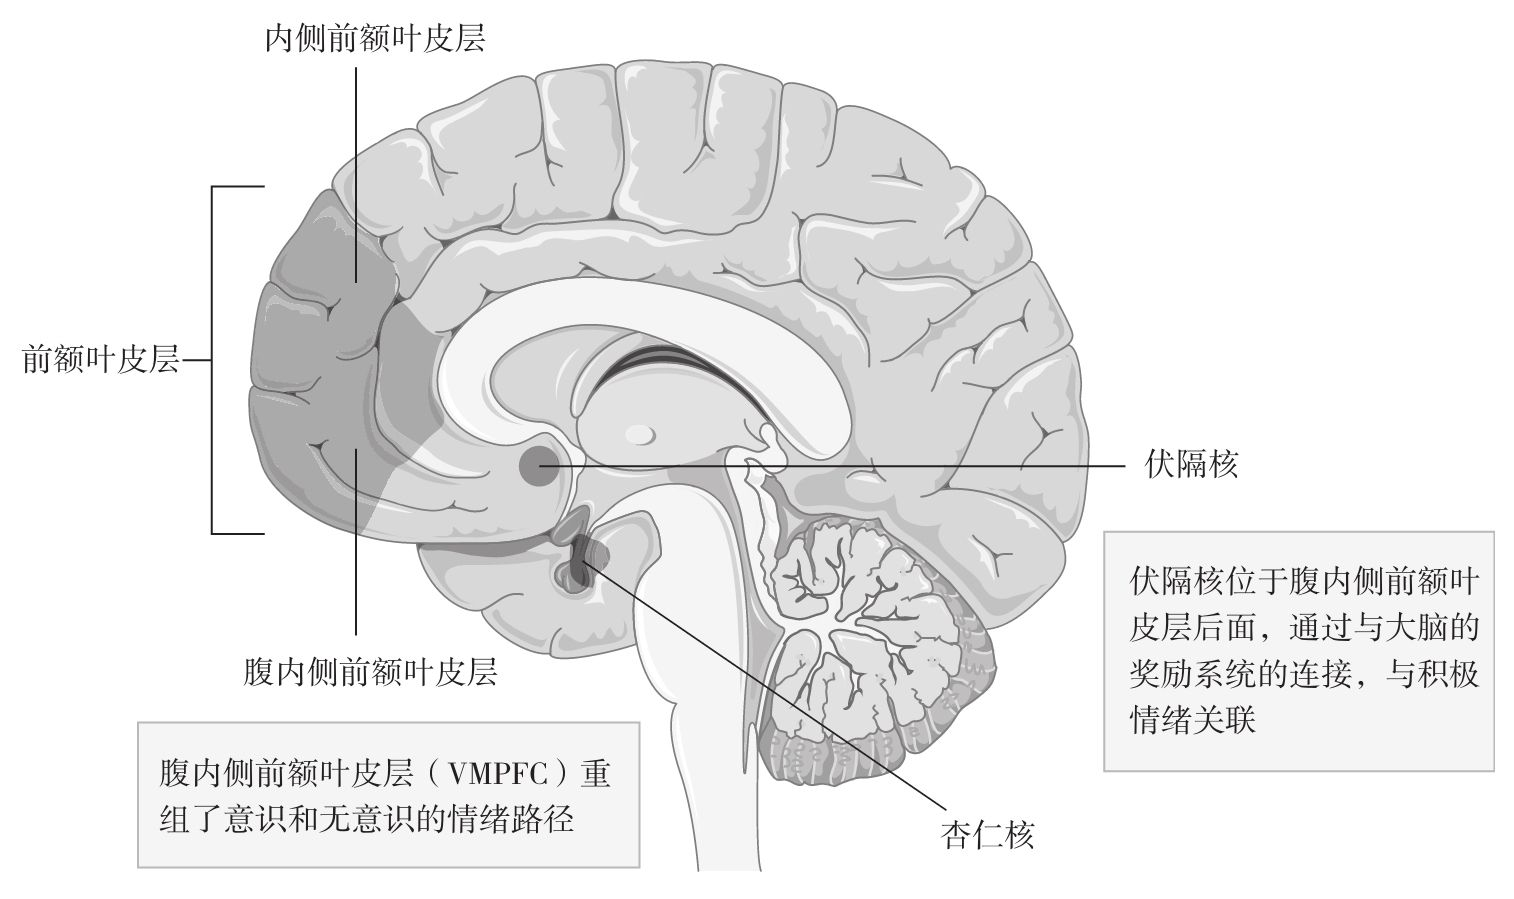 内侧前额叶皮层
前额叶皮层
伏隔核
伏隔核位于腹内侧前额叶
皮层后面，通过与大脑的
奖励系统的连接，与积极
情绪关联
腹内侧前额叶皮层
腹内侧前额叶皮层（VMPFC）重
组了意识和无意识的情绪路径
杏仁核